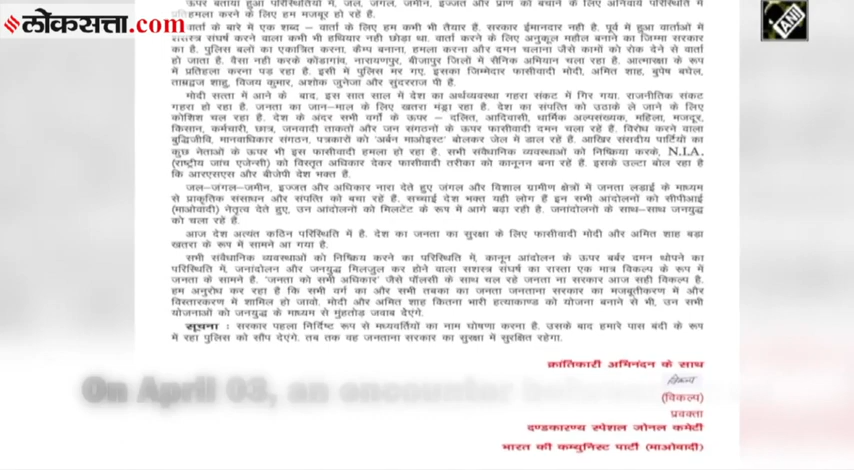 ऊपर बताया हुआ परिस्थितियों में, जल, जंगल, जमीन, इज्जत और प्राण को बचाने के लिए अनिवार्य परिस्थिति में
प्रतिहमला करने के लिए हम मजबूर हो रहें हैं.
लोकसत्ता.com
ANI
वार्ता के बारे में एक शब्द - वार्ता के लिए हम कभी भी तैयार हैं. सरकार ईमानदार नही है. पूर्व में हुआ वार्ताओं में
सशस्त्र संघर्ष करने वाला कभी भी हथियार नही छोड़ा था. वार्ता करने के लिए अनुकूल महौल बनाने का जिम्मा सरकार
का है. पुलिस बलों का एकात्रित करना, कैम्प बनाना, हमला करना और दमन चलाना जैसे कामों को रोक देने से वार्ता
हो जाता है. वैसा नही करके कोंडागांव, नारायणपुर, बीजापुर जिलों में सैनिक अभियान चला रहा है. आत्मारक्षा के रूप
में प्रतिहला करना पड़ रहा है. इसी में पुलिस मर गए. इसका जिम्मेदार फासीवादी मोदी, अमित शाह, बुपेष बघेल,
ताम्रद्वज शाहू, विजय कुमार, अशोक जुनेजा और सुंदरराज पी है.
मोदी सत्ता में आने के बाद, इस सात साल में देश का अर्थव्यवस्था गहरा संकट में गिर गया. राजनीतिक संकट
गहरा हो रहा है. जनता का जान-माल के लिए खतरा मंड्रा रहा है. देश का संपत्ति को उठाके ले जाने के लिए
कोशिश चल रहा है. देश के अंदर सभी वर्गों के ऊपर - दलित, आदिवासी, धार्मिक अल्पसंख्यक, महिला, मजदूर,
किसान, कर्मचारी, छात्र, जनवादी ताकतों और जन संगठनों के ऊपर फासीवादी दमन चला रहें हैं. विरोध करने वाला
बुद्धिजीवि, मानवाधिकार संगठन, पत्रकारों को 'अर्बन माओइस्ट' बोलकर जेल में डाल रहें हैं. आखिर संसदीय पार्टियों का
कुछ नेताओं के ऊपर भी इस फासीवादी हमला हो रहा है. सभी संवैधानिक व्यवस्थाओं को निष्क्रिया करके, N.I.A.
(राष्ट्रीय जांच एजेन्सी) को विस्तृत अधिकार देकर फासीवादी तरीका को कानूनन बना रहें हैं. इसके उल्टा बोल रहा है
कि आरएसएस और बीजेपी देश भक्त हैं.
जल-जंगल-जमीन, इज्जत और अधिकार नारा देते हुए जंगल और विशाल ग्रामीण क्षेत्रों में जनता लड़ाई के माध्यम
से प्राकृतिक संसाधन और संपत्ति को बचा रहें हैं. सच्चाई देश भक्त यही लोग हैं इन सभी आंदोलनों को सीपीआई
(माओवादी) नेतृत्व देते हुए, उन आंदोलनों को मिलटेंट के रूप में आगे बढ़ा रही है. जनांदोलनों के साथ-साथ जनयुद्ध
को चला रहें हैं.
आज देश अत्यंत कठिन परिस्थिति में है. देश का जनता का सुरक्षा के लिए फासीवादी मोदी और अमित शाह बड़ा
खतरा के रूप में सामने आ गया है.
सभी संवैधानिक व्यवस्थाओं को निष्क्रिय करने का परिस्थिति में, कानून आंदोलन के ऊपर बर्बर दमन थोपने का
परिस्थिति में, जनांदोलन और जनयुद्ध मिलजुल कर होने वाला सशस्त्र संघर्ष का रास्ता एक मात्र विकल्प के रूप में
जनता के सामने है. 'जनता को सभी अधिकार' जैसे पॉलसी के साथ चल रहे जनता ना सरकार आज सही विकल्प है.
हम अनुरोध कर रहा है कि सभी वर्ग का और सभी तबका का जनता जनताना सरकार का मजबूतीकरण में और
विस्तारकरण में शामिल हो जावो. मोदी और अमित शाह कितना भारी हत्याकाण्ड को योजना बनाने से भी, उन सभी
योजनाओं को जनयुद्ध के माध्यम से मुंहतोड़ जवाब देएंगे.
सूचना : सरकार पहला निर्दिष्ट रूप से मध्यवर्तियों का नाम घोषणा करना है. उसके बाद हमारे पास बंदी के रूप
में रहा पुलिस को सौंप देएंगे. तब तक वह जनताना सरकार का सुरक्षा में सुरक्षित रहेगा.
क्रांतिकारी अभिनंदन के साथ
विकल्प
(विकल्प)
प्रवक्ता
दण्डकारण्य स्पेशल जोनल कमेटी
भारत की कम्युनिस्ट पार्टी (माओवादी)
On April 03, an encounter